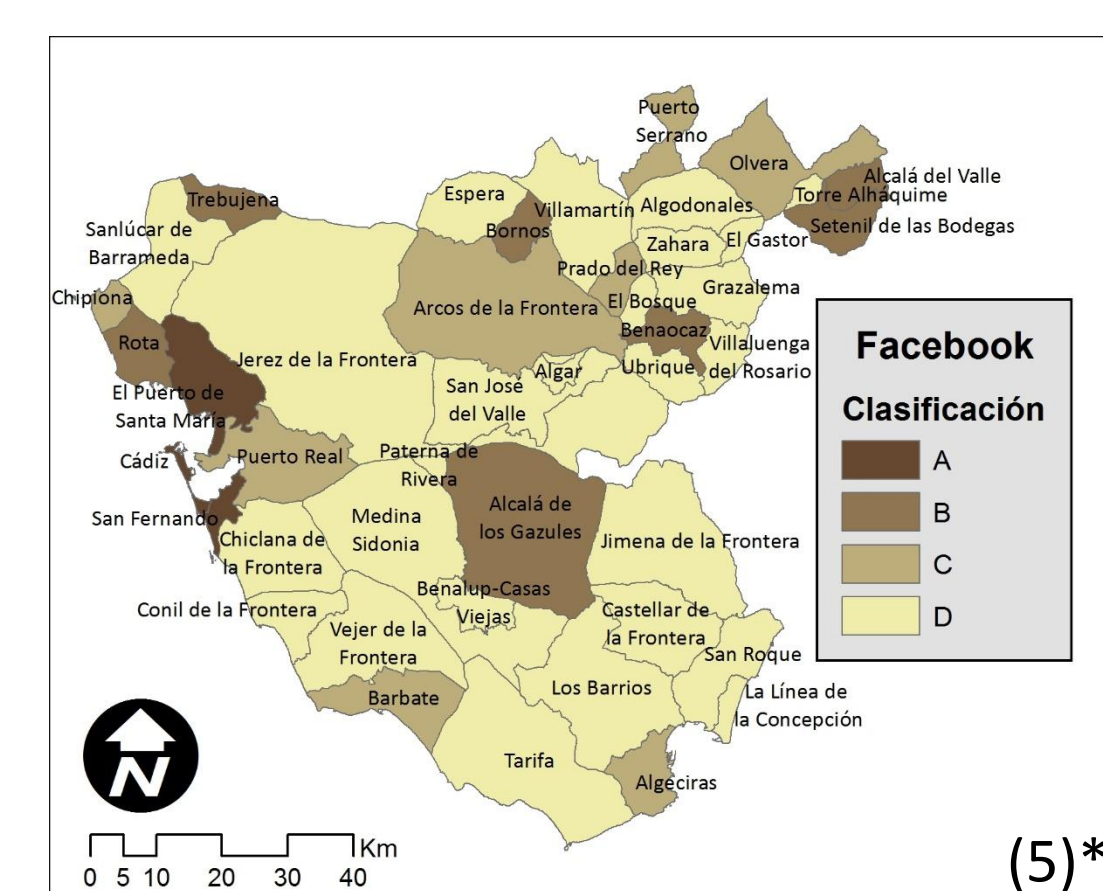 Puerto
Serrano
Olvera
Alcalá del Valle
Torre Alháquime
Setenil de las Bodegas
Trebujena
Espera
Villamartín
Algodonales
Bornos
Sanlúcar de
Barrameda
Zahara
El Gastor
Prado del Rey
Grazalema
Chipiona
Arcos de la Frontera
El Bosque
Rota
Benaocaz
Villaluenga
del Rosario
Jerez de la Frontera
Algar
Ubrique
San José
del Valle
El Puerto de
Santa María
Cádiz
Puerto Real
Paterna de
Rivera
San Fernando
Alcalá de
los Gazules
Medina
Sidonia
Chiclana de
la Frontera
Jimena de la Frontera
Benalup-Casas
Viejas
Conil de la Frontera
Castellar de
la Frontera
Vejer de la
Frontera
San Roque
Barbate
Los Barrios
La Línea de
la Concepción
Tarifa
Algeciras
Facebook
Clasificación
A
B
C
D
N
Km
0 5 10 20 30 40
(5)*